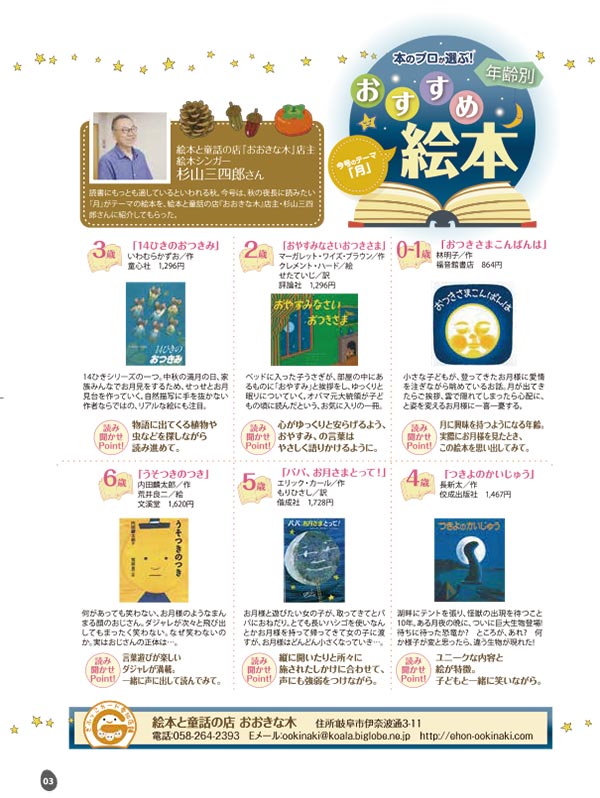 本のプロが選ぶ!
年齢別
おすすめ
絵本
今号のテーマ
「月」
絵本と童話の店「おおきな木」店主
絵本シンガー
杉山三四郎さん
読書にもっとも適しているといわれる秋。今号は、秋の夜長に読みたい
「月」がテーマの絵本を、絵本と童話の店『おおきな木』店主・杉山三四
郎さんに紹介してもらった。
0-1歳
「おつきさまこんばんは」
林明子/作
福音館書店 864円
おつきさまこんばんは
小さな子どもが、登ってきたお月様に愛情
を注ぎながら眺めているお話。月が出てき
たらご挨拶、雲で隠れてしまったら心配に、
と姿を変えるお月様に一喜一憂する。
読み
聞かせ
Point!
月に興味を持つようになる年齢。
実際にお月様を見たとき、
この絵本を思い出してみて。
2歳
「おやすみなさいおつきさま」
マーガレット・ワイズ・ブラウン/作
クレメント・ハード/絵
せたていじ/訳
評論社 1,296円
おやすみなさい
おつきさま
ベッドに入った子うさぎが、部屋の中にあ
るものに「おやすみ」と挨拶をし、ゆっくりと
眠りについていく。オバマ元大統領が子ど
もの頃に読んだという、お気に入りの一冊。
読み
聞かせ
Point!
心がゆっくりと安らげるよう、
おやすみ、の言葉は
やさしく語りかけるように。
3歳
「14ひきのおつきみ」
いわむらかずお/作
童心社 1,296円
14ひきの
おつきみ
14ひきシリーズの一つ。中秋の満月の日、家
族みんなでお月見をするため、せっせとお月
見台を作っていく。自然描写に手を抜かない
作者ならではの、リアルな絵にも注目。
読み
聞かせ
Point!
物語に出てくる植物や
虫などを探しながら
読み進めて。
4歳
「つきよのかいじゅう」
長新太/作
佼成出版社 1,467円
つきよのかいじゅう
湖畔にテントを張り、怪獣の出現を待つこと
10年。ある月夜の晩に、ついに巨大生物登場!
待ちに待った恐竜か? ところが、あれ? 何
か様子が変と思ったら、違う生物が現れた!
読み
聞かせ
Point!
ユニークな内容と
絵が特徴。
子どもと一緒に笑いながら。
5歳
「パパ、お月さまとって!」
エリック・カール/作
もりひさし/訳
偕成社 1,728円
パパ、お月さまとって!
お月様と遊びたい女の子が、取ってきてとパ
パにおねだり。とても長いハシゴを使いなん
とかお月様を持って帰ってきて女の子に渡
すが、お月様はどんどん小さくなっていき…。
読み
聞かせ
Point!
縦に開いたりと所々に
施されたしかけに合わせて、
声にも強弱をつけながら。
6歳
「うそつきのつき」
内田麟太郎/作
荒井良二/絵
文溪堂 1,620円
うそつきのつき
何があっても笑わない、お月様のようなまん
まる顔のおじさん。ダジャレが次々と飛び出
してもまったく笑わない。なぜ笑わないの
か。実はおじさんの正体は…。
読み
聞かせ
Point!
言葉遊びが楽しい
ダジャレが満載。
一緒に声に出して読んでみて。
絵本と童話の店 おおきな木 住所:岐阜市伊奈波通3-11
電話:058-264-2393 Eメール:ookinaki@koala.biglobe.ne.jp http://ehon-ookinaki.com
03